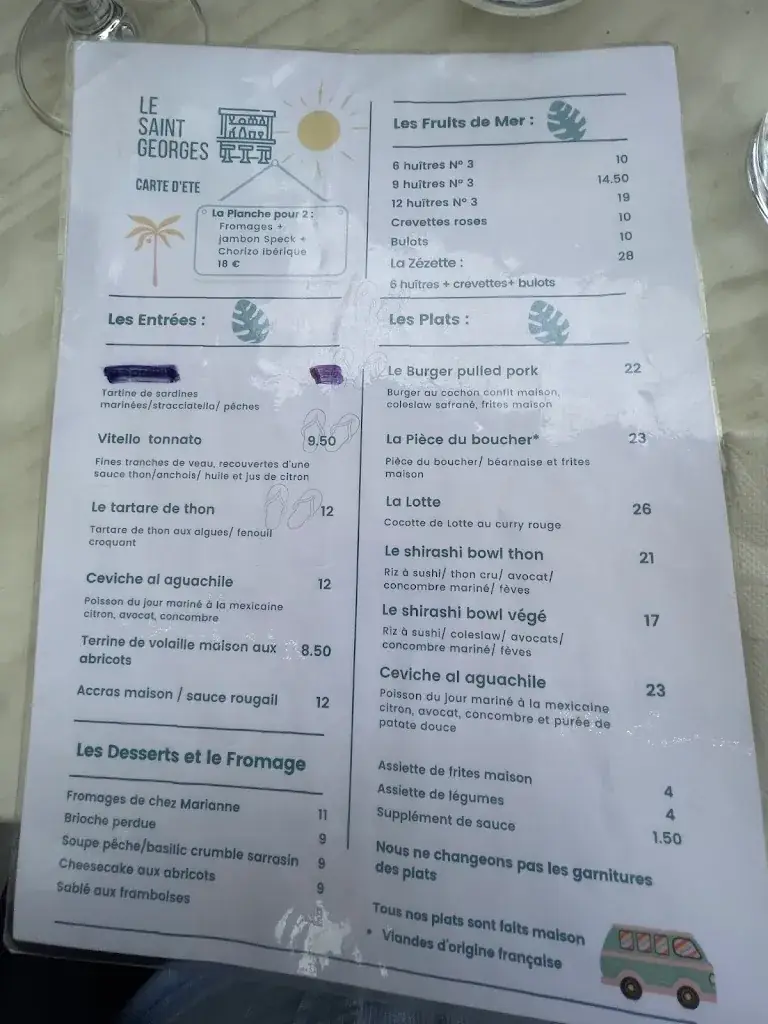 LE
SAINT
GEORGES
CARTE D'ETE
La Planche pour 2 :
Fromages +
jambon Speck +
Chorizo Ibérique
18 €
Les Fruits de Mer :
6 huîtres N° 3 10
9 huîtres N° 3 14.50
12 huîtres N° 3 19
Crevettes roses 10
Bulots 10
La Zézette : 28
6 huîtres + crevettes+ bulots
Les Entrées :
Tartine de sardines
marinées/stracciatella/ pêches
Vitello tonnato 9,50
Fines tranches de veau, recouvertes d'une
sauce thon/anchois/ huile et jus de citron
Le tartare de thon 12
Tartare de thon aux algues/ fenouil
croquant
Ceviche al aguachile 12
Poisson du jour mariné à la mexicaine
citron, avocat, concombre
Terrine de volaille maison aux 8.50
abricots
Accras maison / sauce rougail 12
Les Desserts et le Fromage
Fromages de chez Marianne 11
Brioche perdue 9
Soupe pêche/basilic crumble sarrasin 9
Cheesecake aux abricots 9
Sablé aux framboises
Les Plats :
Le Burger pulled pork 22
Burger au cochon confit maison,
coleslaw safrané, frites maison
La Pièce du boucher* 23
Pièce du boucher/ béarnaise et frites
maison
La Lotte 26
Cocotte de Lotte au curry rouge
Le shirashi bowl thon 21
Riz à sushi/ thon cru/ avocat/
concombre mariné/ fèves
Le shirashi bowl végé 17
Riz à sushi/ coleslaw/ avocats/
concombre mariné/ fèves
Ceviche al aguachile 23
Poisson du jour mariné à la mexicaine
citron, avocat, concombre et purée de
patate douce
Assiette de frites maison 4
Assiette de légumes 4
Supplément de sauce 1.50
Nous ne changeons pas les garnitures
des plats
Tous nos plats sont faits maison
* Viandes d'origine française